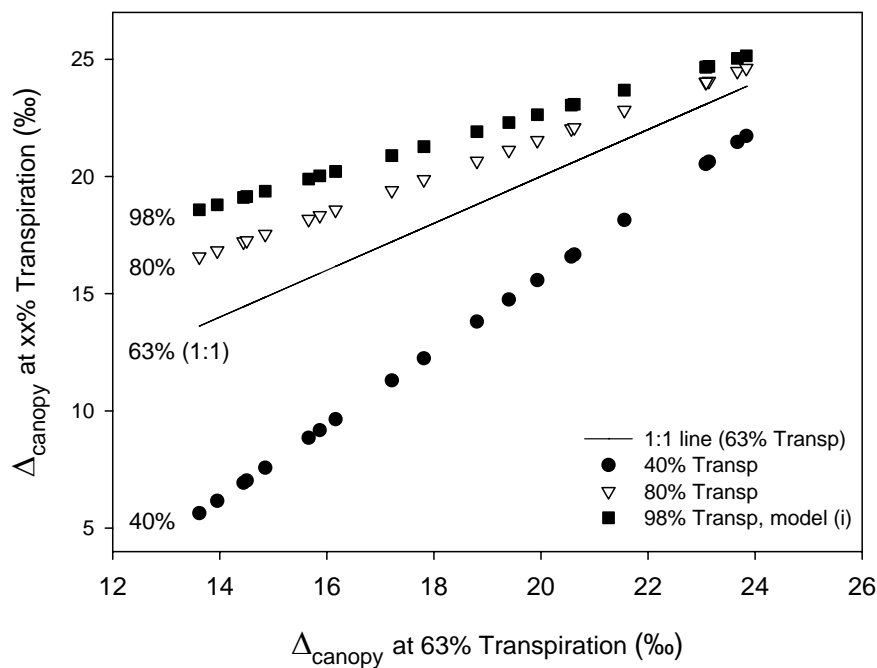 25
20
15
10
5
Δcanopy at xx% Transpiration (‰)
98%
80%
63% (1:1)
40%
1:1 line (63% Transp)
40% Transp
80% Transp
98% Transp, model (i)
12 14 16 18 20 22 24 26
Δcanopy at 63% Transpiration (‰)